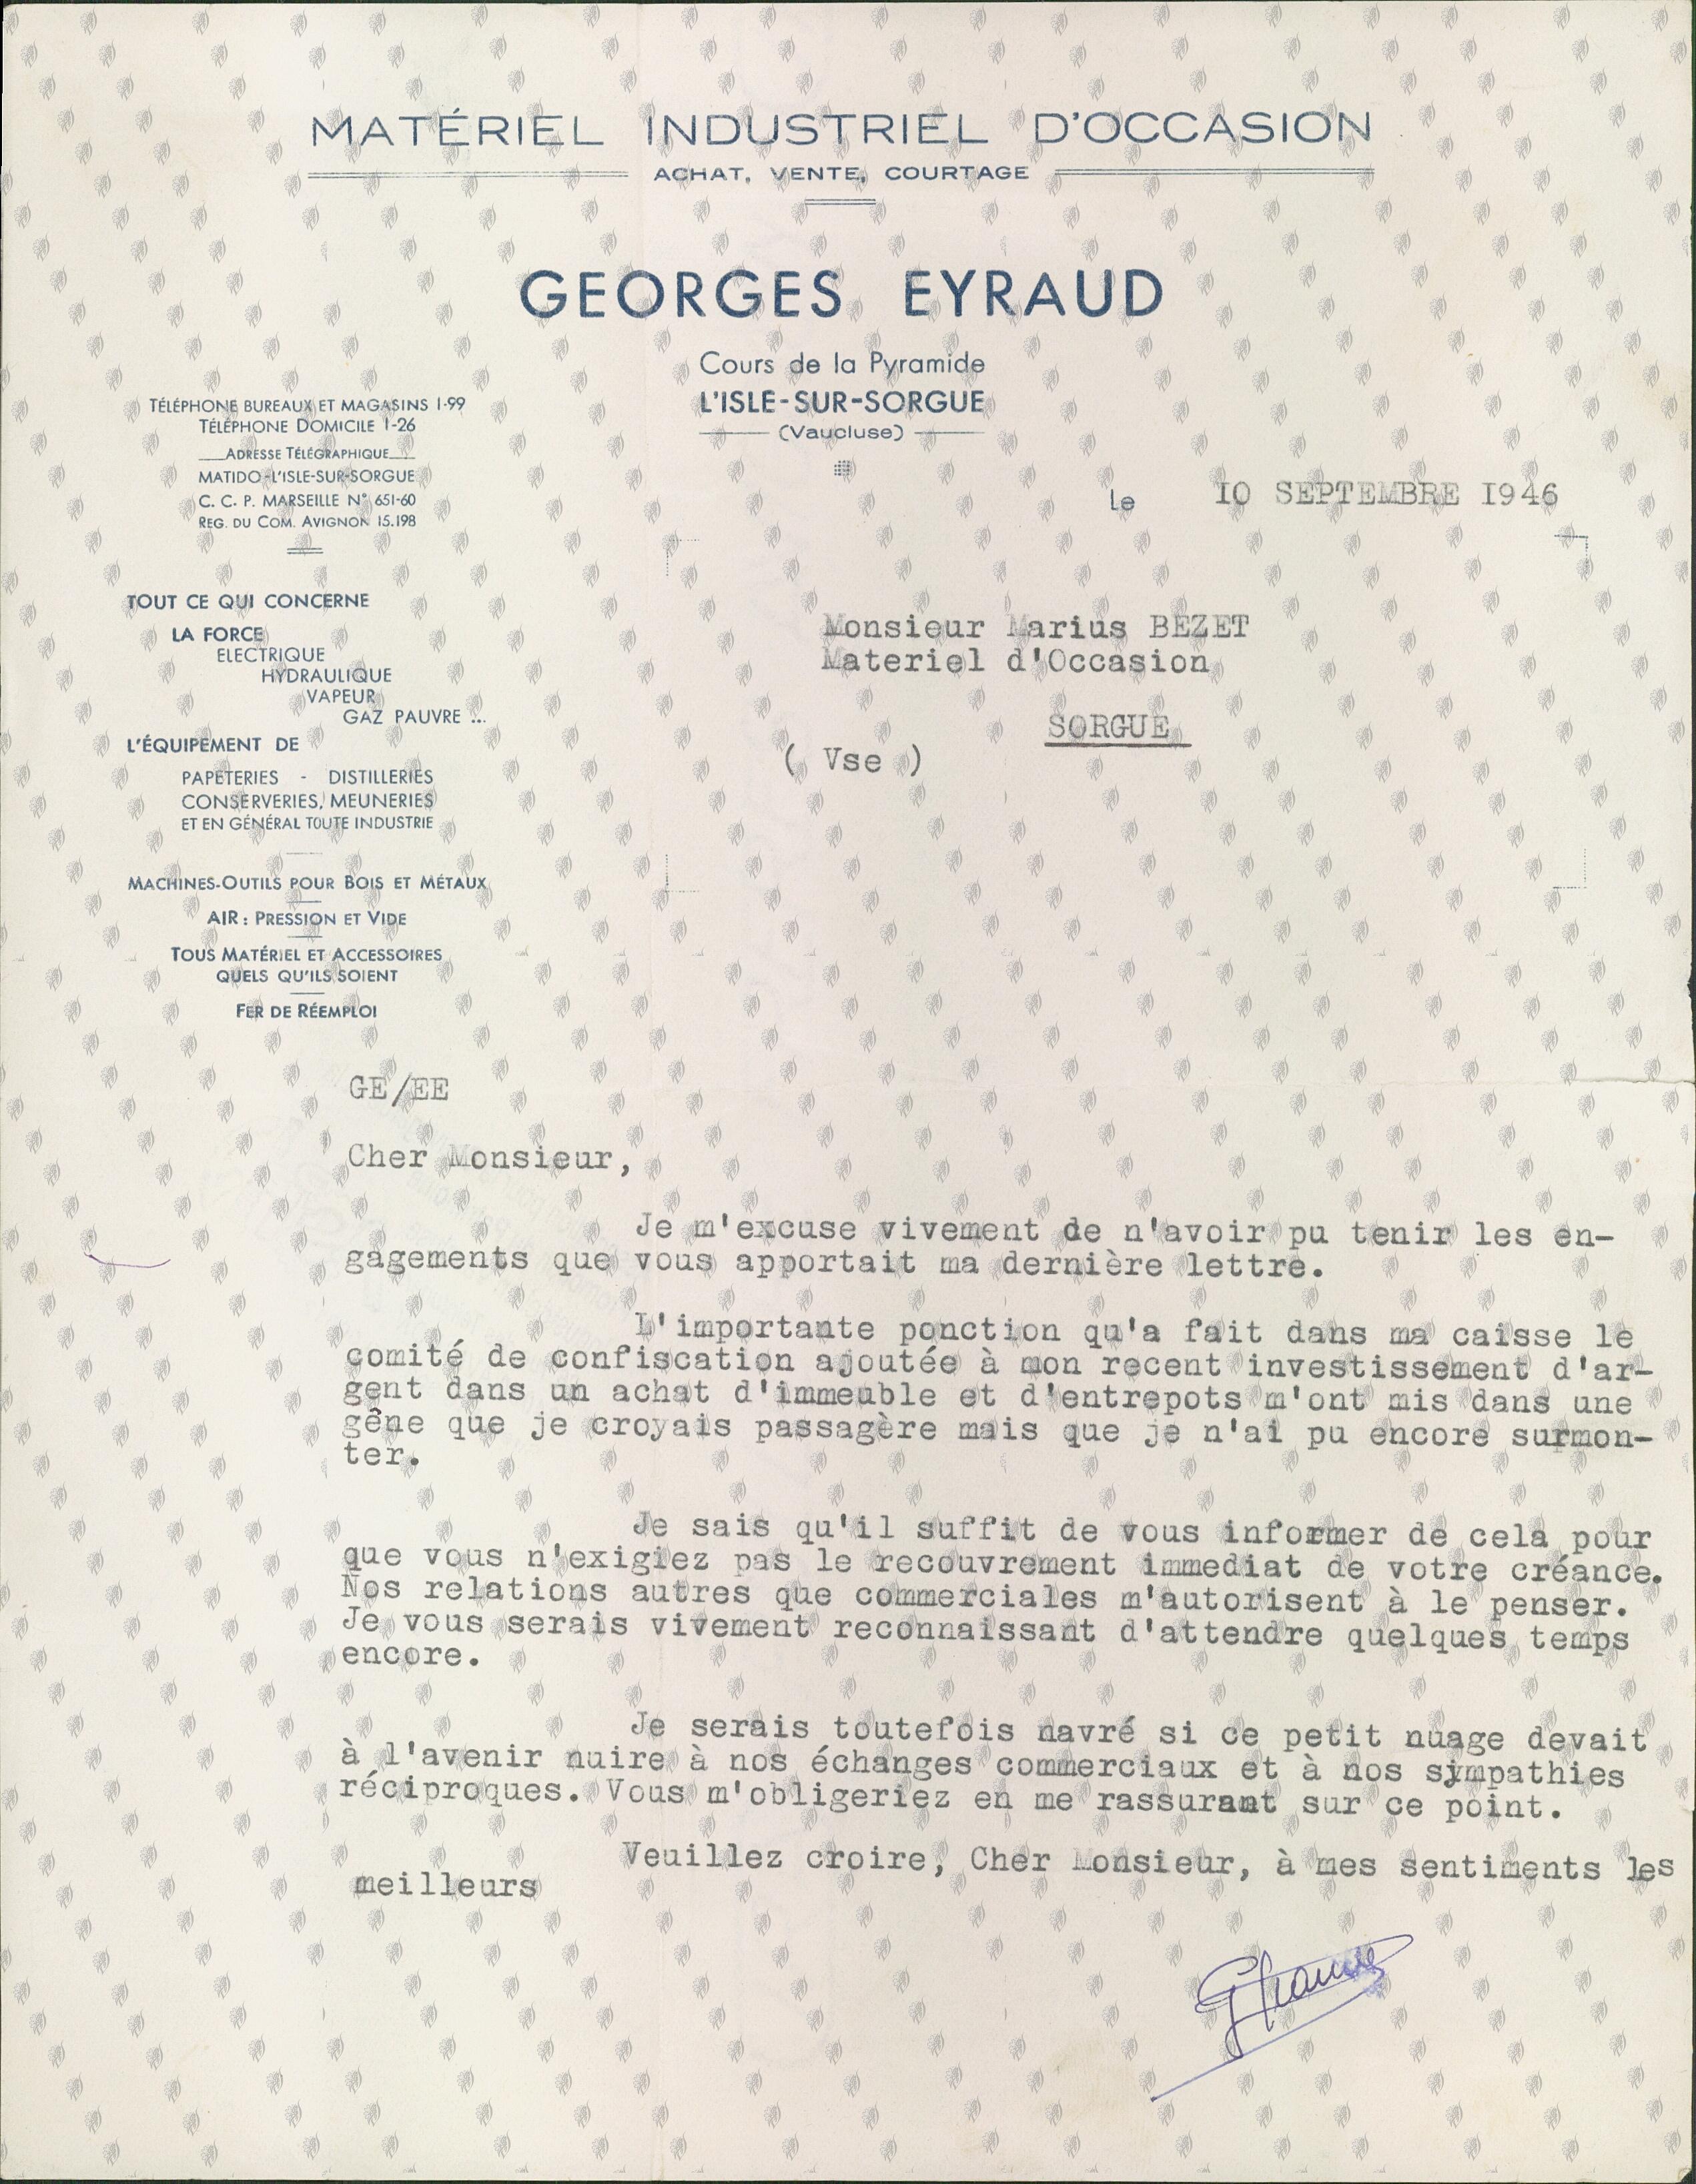 MATÉRIEL INDUSTRIEL D'OCCASION
ACHAT, VENTE, COURTAGE
GEORGES EYRAUD
Cours de la Pyramide
L'ISLE-SUR-SORGUE
(Vaucluse)
TÉLÉPHONE BUREAUX ET MAGASINS 1-99
TÉLÉPHONE DOMICILE 1-26
ADRESSE TÉLÉGRAPHIQUE
MATIDO-L'ISLE-SUR-SORGUE
C. C. P. MARSEILLE N° 651-60
REG. DU COM. AVIGNON 15.198
Le 10 SEPTEMBRE 1946
TOUT CE QUI CONCERNE
LA FORCE
ELECTRIQUE
HYDRAULIQUE
VAPEUR
GAZ PAUVRE ...
L'ÉQUIPEMENT DE
PAPETERIES - DISTILLERIES
CONSERVERIES, MEUNERIES
ET EN GÉNÉRAL TOUTE INDUSTRIE
MACHINES-OUTILS POUR BOIS ET MÉTAUX
AIR : PRESSION ET VIDE
TOUS MATÉRIEL ET ACCESSOIRES
QUELS QU'ILS SOIENT
FER DE RÉEMPLOI
Monsieur Marius BEZET
Materiel d'Occasion
SORGUE
( Vse )
GE/EE
Cher Monsieur,
Je m'excuse vivement de n'avoir pu tenir les en-
gagements que vous apportait ma dernière lettre.
L'importante ponction qu'a fait dans ma caisse le
comité de confiscation ajoutée à mon recent investissement d'ar-
gent dans un achat d'immeuble et d'entrepots m'ont mis dans une
gêne que je croyais passagère mais que je n'ai pu encore surmon-
ter.
Je sais qu'il suffit de vous informer de cela pour
que vous n'exigiez pas le recouvrement immediat de votre créance.
Nos relations autres que commerciales m'autorisent à le penser.
Je vous serais vivement reconnaissant d'attendre quelques temps
encore.
Je serais toutefois navré si ce petit nuage devait
à l'avenir nuire à nos échanges commerciaux et à nos sympathies
réciproques. Vous m'obligeriez en me rassurant sur ce point.
Veuillez croire, Cher Monsieur, à mes sentiments les
meilleurs